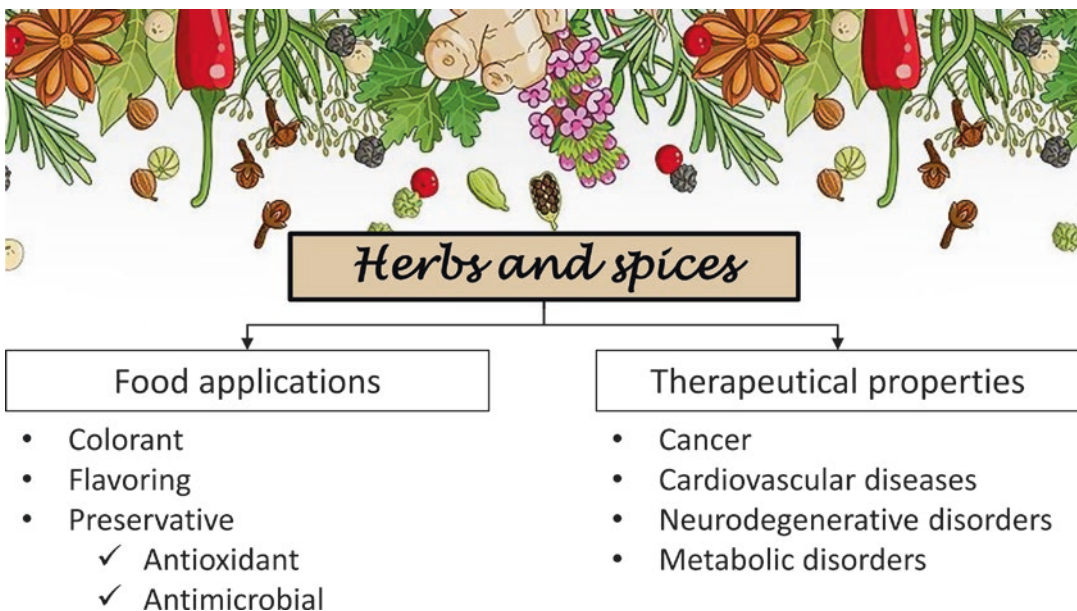 Herbs and spices
Food applications
• Colorant
• Flavoring
• Preservative
✓ Antioxidant
✓ Antimicrobial
Therapeutical properties
• Cancer
• Cardiovascular diseases
• Neurodegenerative disorders
• Metabolic disorders